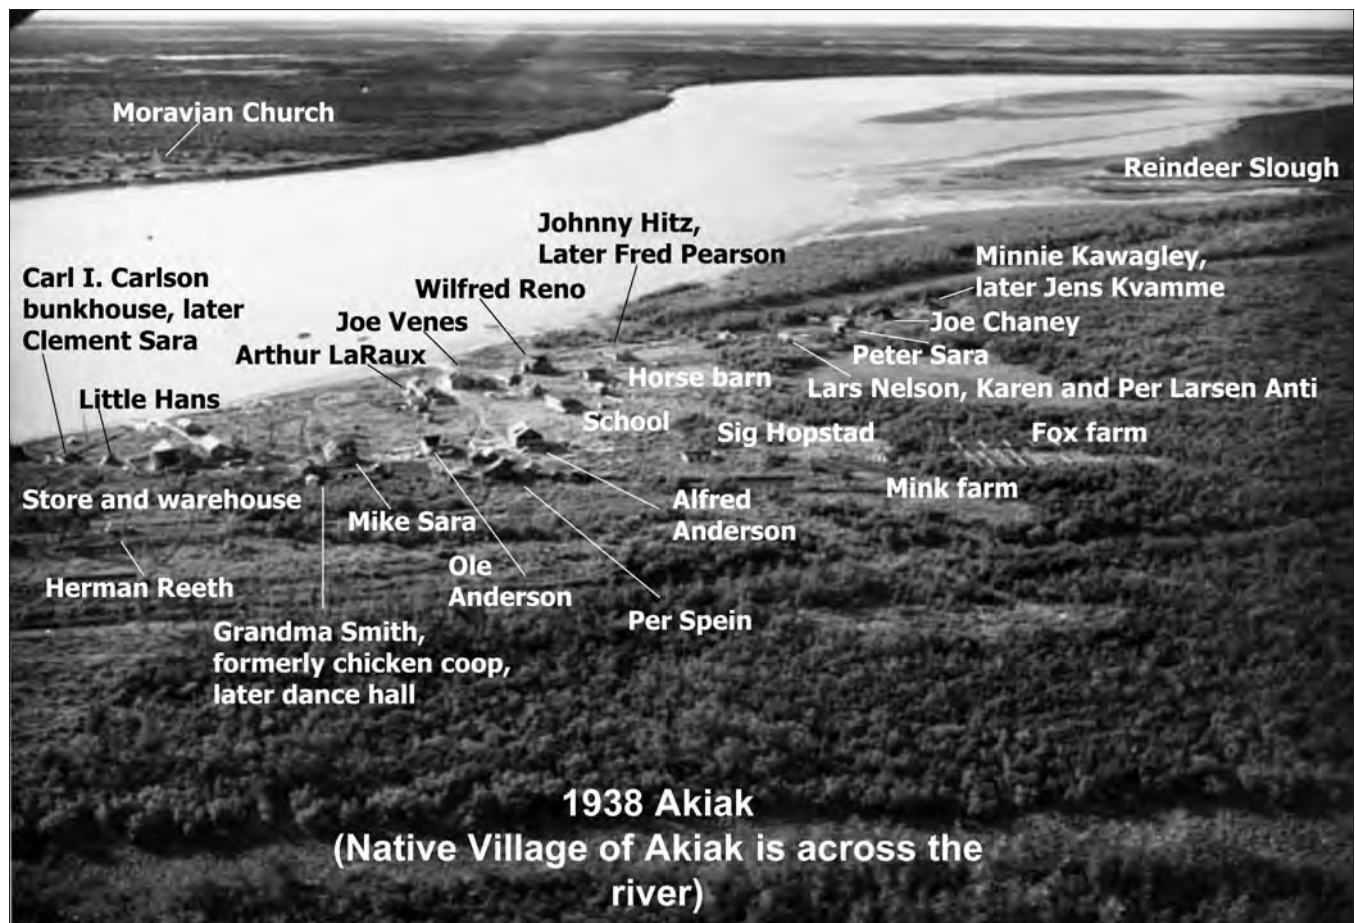 Moravian Church
Reindeer Slough
Johnny Hitz,
Later Fred Pearson
Minnie Kawagley,
later Jens Kvamme
Carl I. Carlson
bunkhouse, later
Clement Sara
Wilfred Reno
Joe Venes
Joe Chaney
Arthur LaRaux
Peter Sara
Horse barn
Lars Nelson, Karen and Per Larsen Anti
Little Hans
School
Sig Hopstad
Fox farm
Store and warehouse
Mink farm
Alfred
Anderson
Mike Sara
Herman Reeth
Ole
Anderson
Per Spein
Grandma Smith,
formerly chicken coop,
later dance hall
1938 Akiak
(Native Village of Akiak is across the
river)